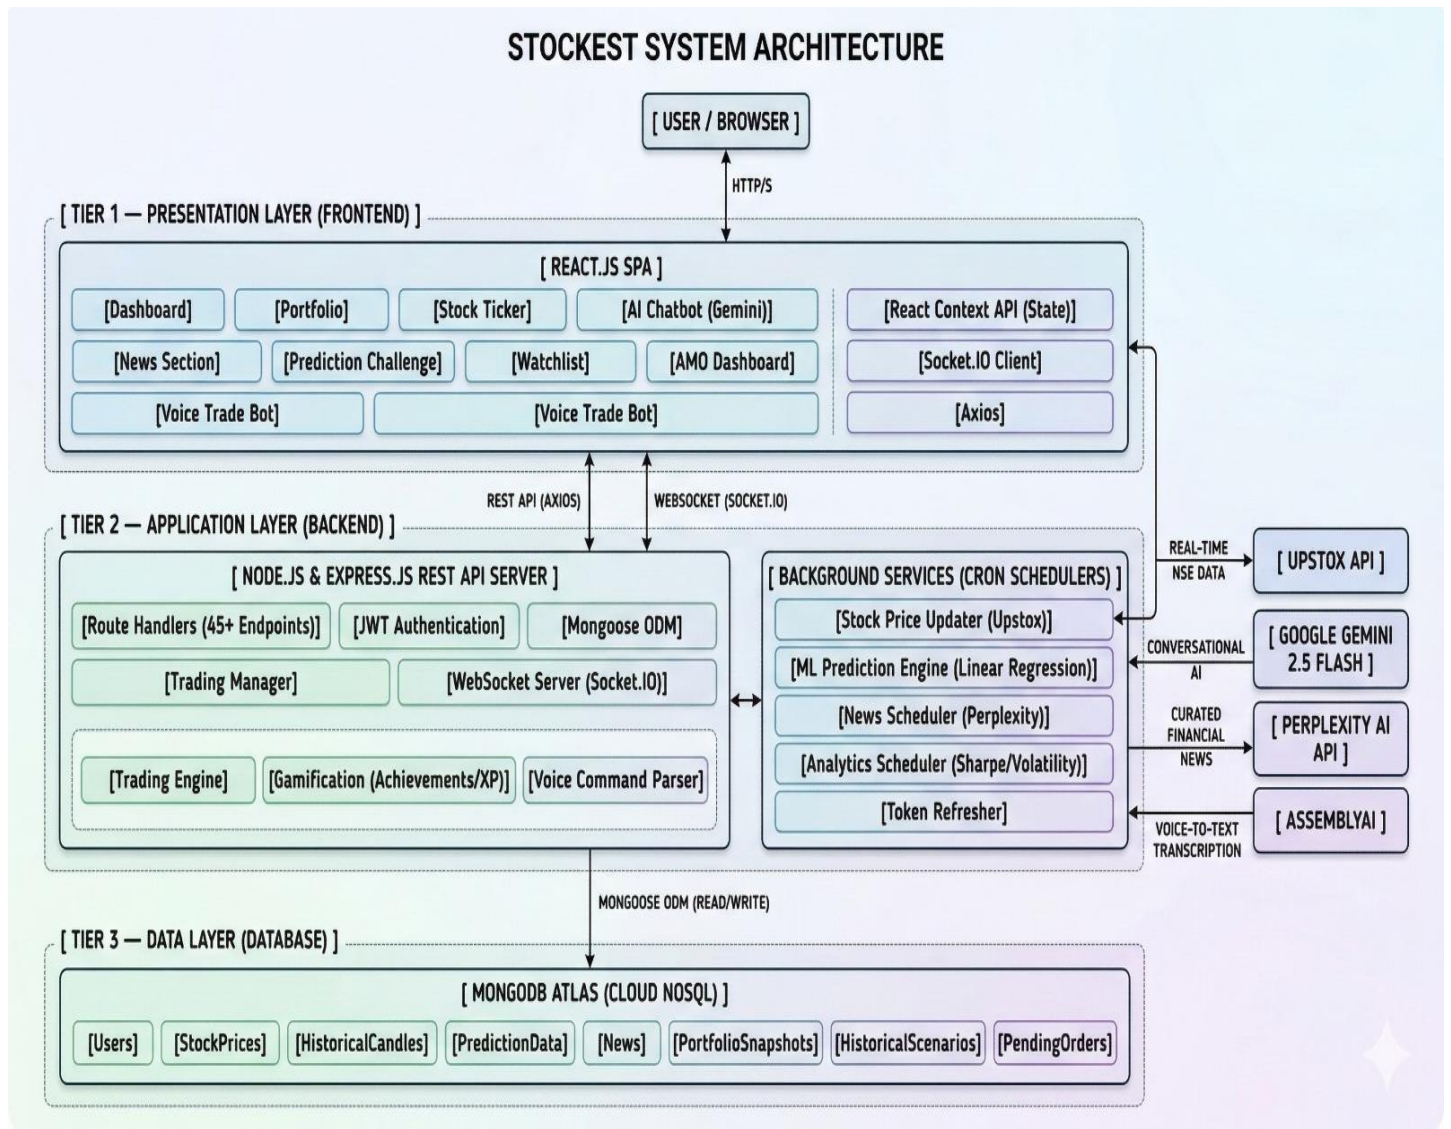 STOCKEST SYSTEM ARCHITECTURE
[ USER / BROWSER ]
HTTP/S
[ TIER 1 — PRESENTATION LAYER (FRONTEND) ]
[ REACT.JS SPA ]
[Dashboard]
[Portfolio]
[Stock Ticker]
[AI Chatbot (Gemini)]
[React Context API (State)]
[News Section]
[Prediction Challenge]
[Watchlist]
[AMO Dashboard]
[Socket.IO Client]
[Voice Trade Bot]
[Voice Trade Bot]
[Axios]
REST API (AXIOS)
WEBSOCKET (SOCKET.IO)
[ TIER 2 — APPLICATION LAYER (BACKEND) ]
[ NODE.JS & EXPRESS.JS REST API SERVER ]
[Route Handlers (45+ Endpoints)]
[JWT Authentication]
[Mongoose ODM]
[Trading Manager]
[WebSocket Server (Socket.IO)]
[Trading Engine]
[Gamification (Achievements/XP)]
[Voice Command Parser]
[ BACKGROUND SERVICES (CRON SCHEDULERS) ]
[Stock Price Updater (Upstox)]
[ML Prediction Engine (Linear Regression)]
[News Scheduler (Perplexity)]
[Analytics Scheduler (Sharpe/Volatility)]
[Token Refresher]
REAL-TIME
NSE DATA
[ UPSTOX API ]
CONVERSATIONAL
AI
[ GOOGLE GEMINI
2.5 FLASH ]
CURATED
FINANCIAL
NEWS
[ PERPLEXITY AI
API ]
VOICE-TO-TEXT
TRANSCRIPTION
[ ASSEMBLYAI ]
MONGOOSE ODM (READ/WRITE)
[ TIER 3 — DATA LAYER (DATABASE) ]
[ MONGODB ATLAS (CLOUD NOSQL) ]
[Users]
[StockPrices]
[HistoricalCandles]
[PredictionData]
[News]
[PortfolioSnapshots]
[HistoricalScenarios]
[PendingOrders]